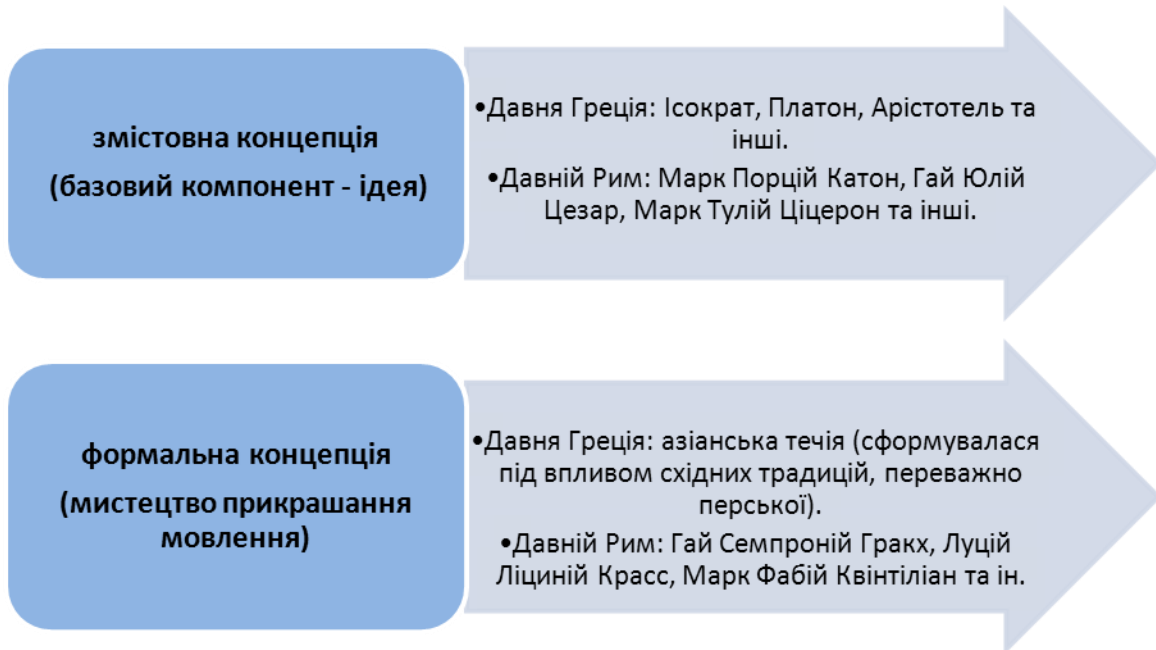 змістовна концепція
(базовий компонент - ідея)
•Давня Греція: Ісократ, Платон, Арістотель та
інші.
•Давній Рим: Марк Порцій Катон, Гай Юлій
Цезар, Марк Тулій Ціцерон та інші.
формальна концепція
(мистецтво прикрашання
мовлення)
•Давня Греція: азіанська течія (сформувалася
під впливом східних традицій, переважно
перської).
•Давній Рим: Гай Семпроній Гракх, Луцій
Ліциній Красс, Марк Фабій Квінтіліан та ін.